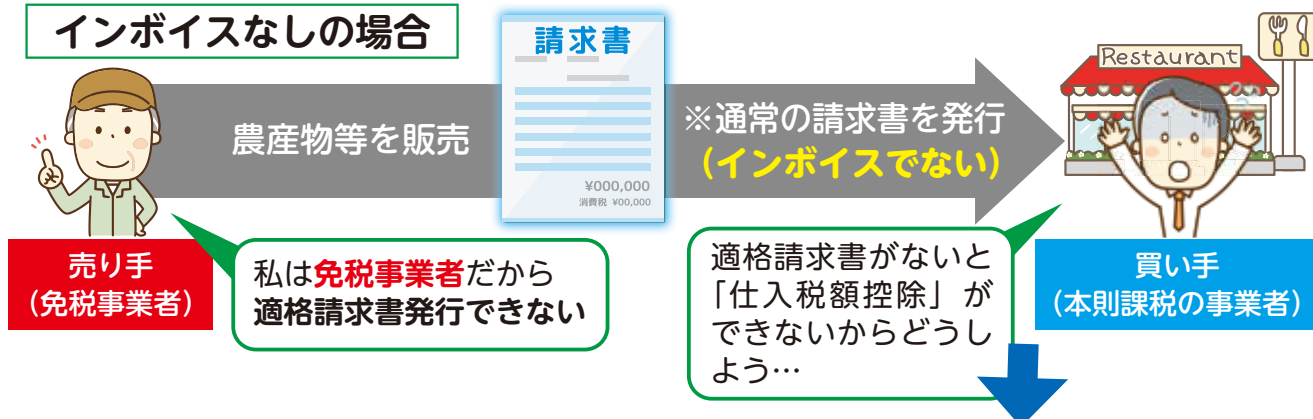 インボイスなしの場合
請求書
¥000,000
消費税 ¥00,000
農産物等を販売
※通常の請求書を発行
（インボイスでない）
Restaurant
売り手
（免税事業者）
私は免税事業者だから
適格請求書発行できない
適格請求書がないと
「仕入税額控除」が
できないからどうし
よう…
買い手
（本則課税の事業者）